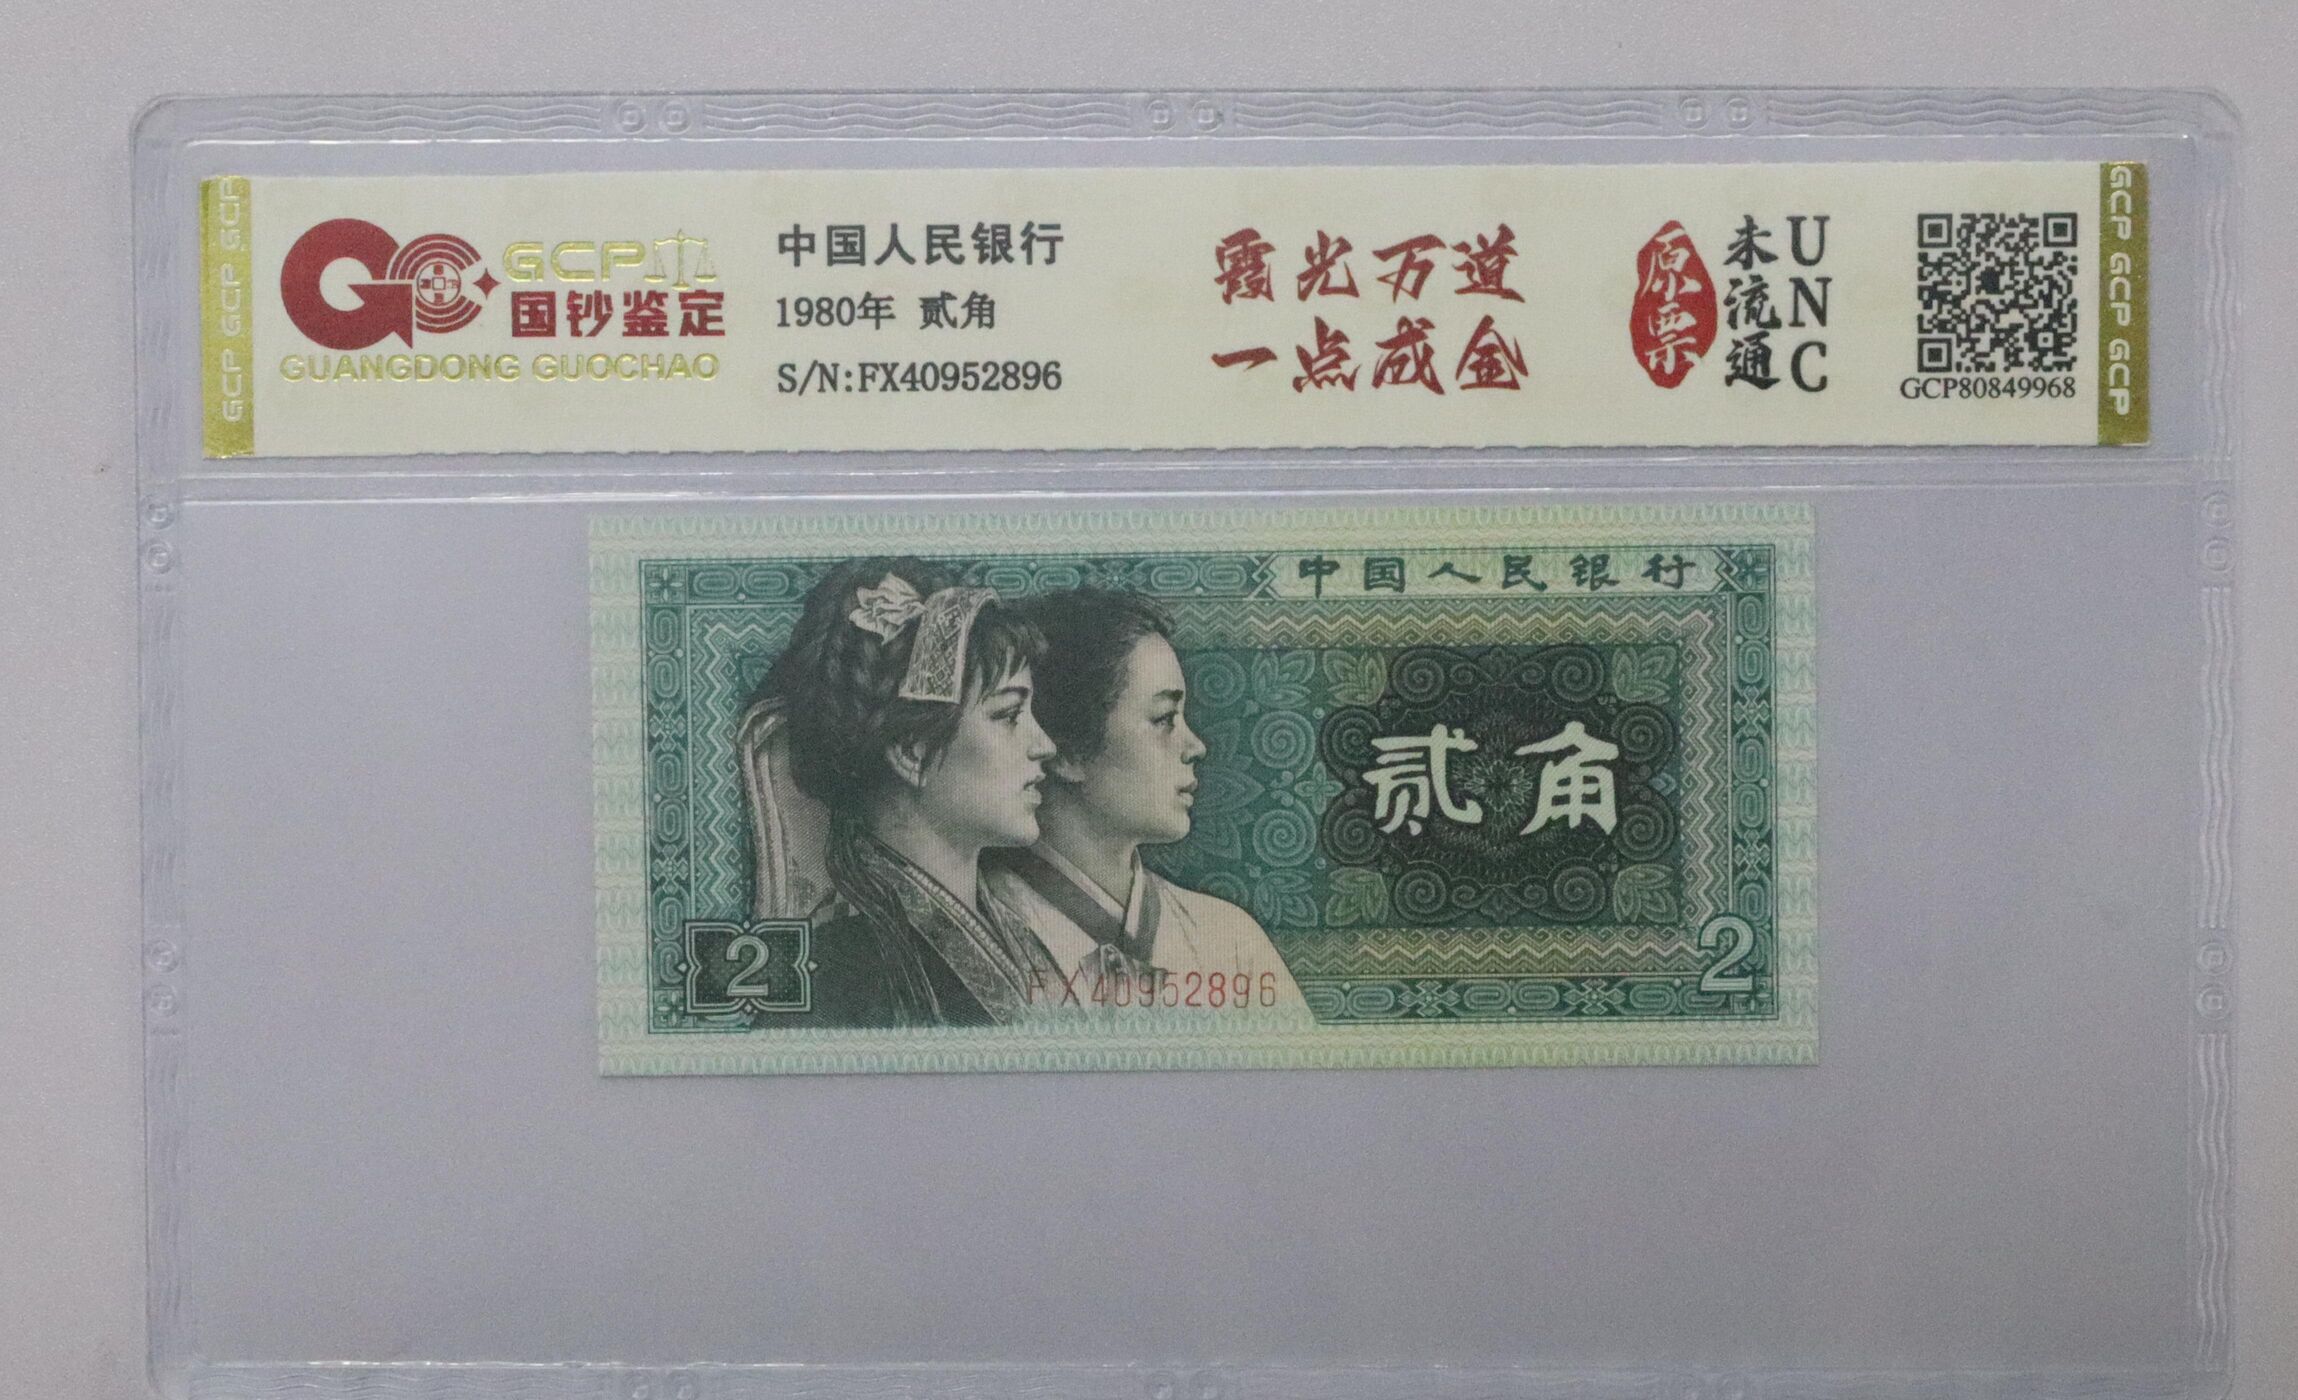 GCP GCP GCP GCP
GCP
国钞鉴定
GUANGDONG GUOCHAO
中国人民银行
1980年 贰角
S/N:FX40952896
霞光万道
一点成金
原票
未流通
UNC
GCP80849968
GCP GCP GCP GCP
中国人民银行
贰角
2
2
FX40952896